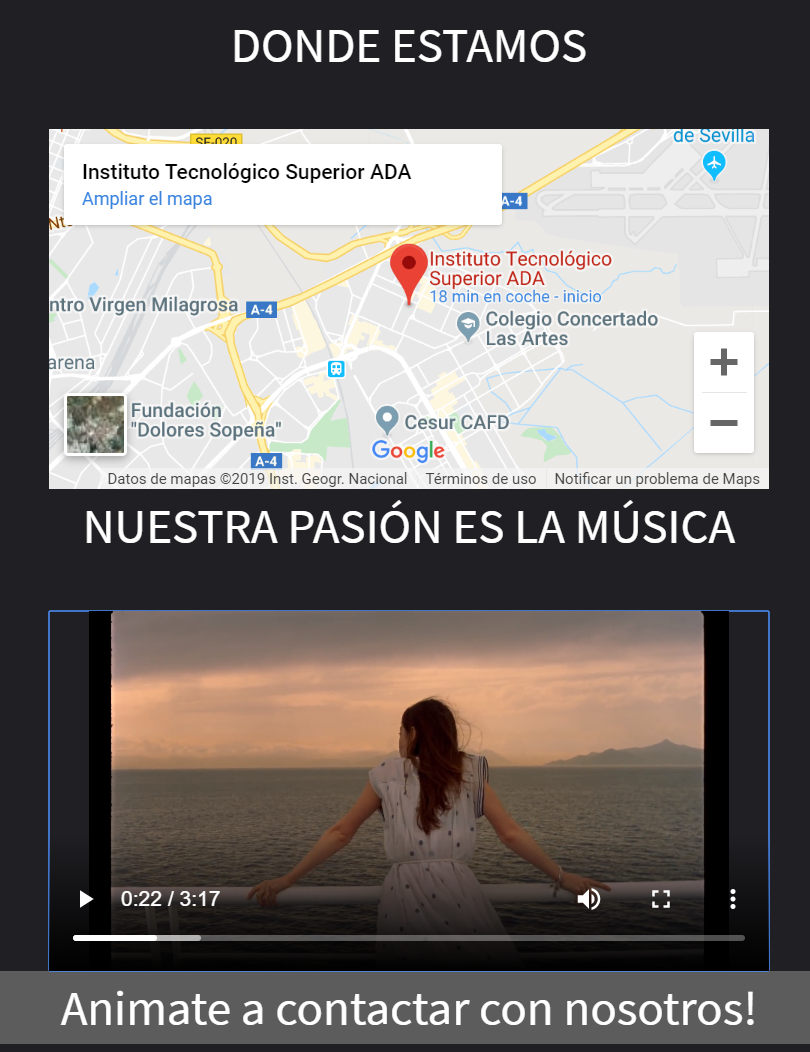 DONDE ESTAMOS
de Sevilla
SE-020
Instituto Tecnológico Superior ADA
Ampliar el mapa
A-4
Instituto Tecnológico
Superior ADA
18 min en coche - inicio
ntro Virgen Milagrosa
A-4
Colegio Concertado
Las Artes
arena
Fundación
"Dolores Sopeña"
Cesur CAFD
Google
A-4
Datos de mapas ©2019 Inst. Geogr. Nacional Términos de uso Notificar un problema de Maps
NUESTRA PASIÓN ES LA MÚSICA
0:22 / 3:17
Animate a contactar con nosotros!